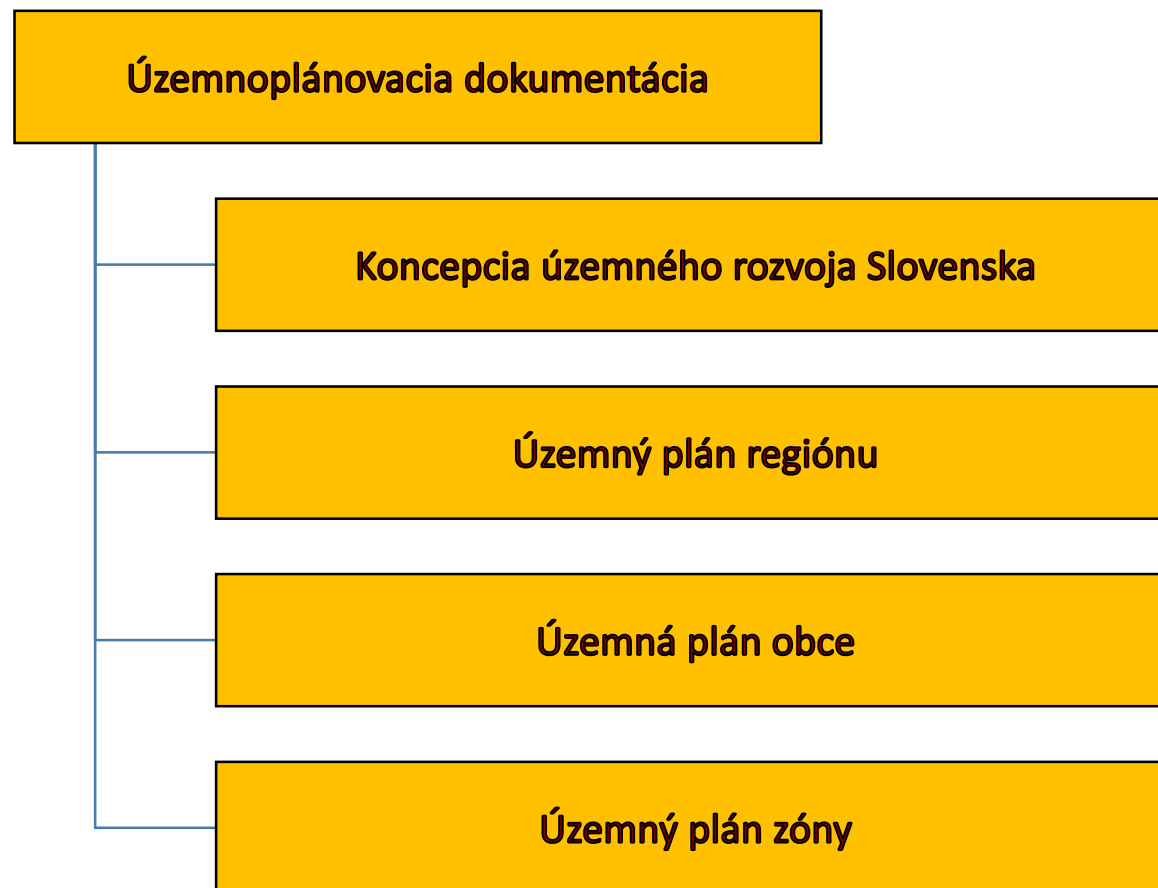 Územnoplánovacia dokumentácia
Koncepcia územného rozvoja Slovenska
Územný plán regiónu
Územná plán obce
Územný plán zóny